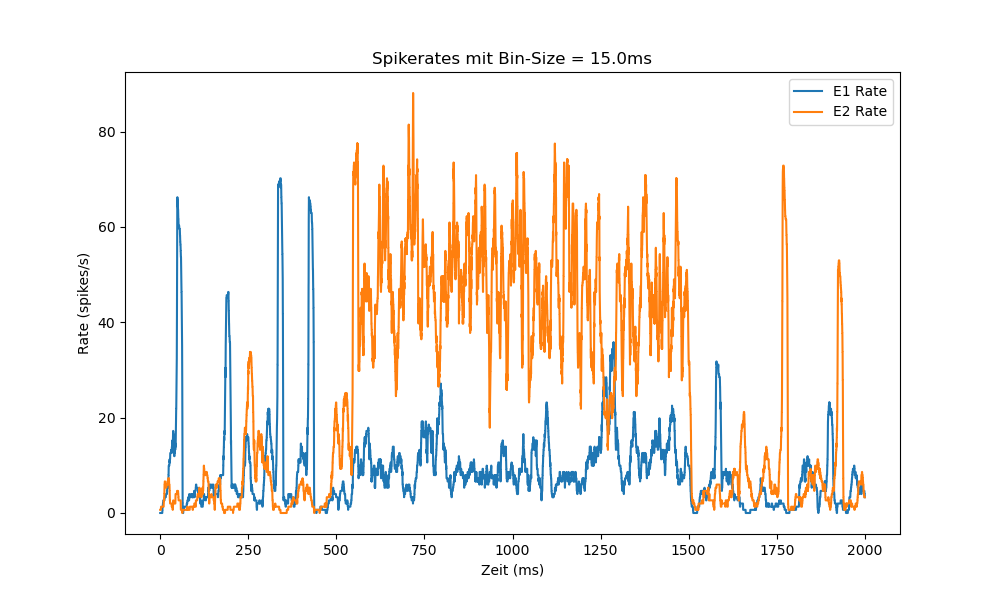 Spikerates mit Bin-Size = 15.0ms
E1 Rate
E2 Rate
Rate (spikes/s)
80
60
40
20
0
0 250 500 750 1000 1250 1500 1750 2000
Zeit (ms)